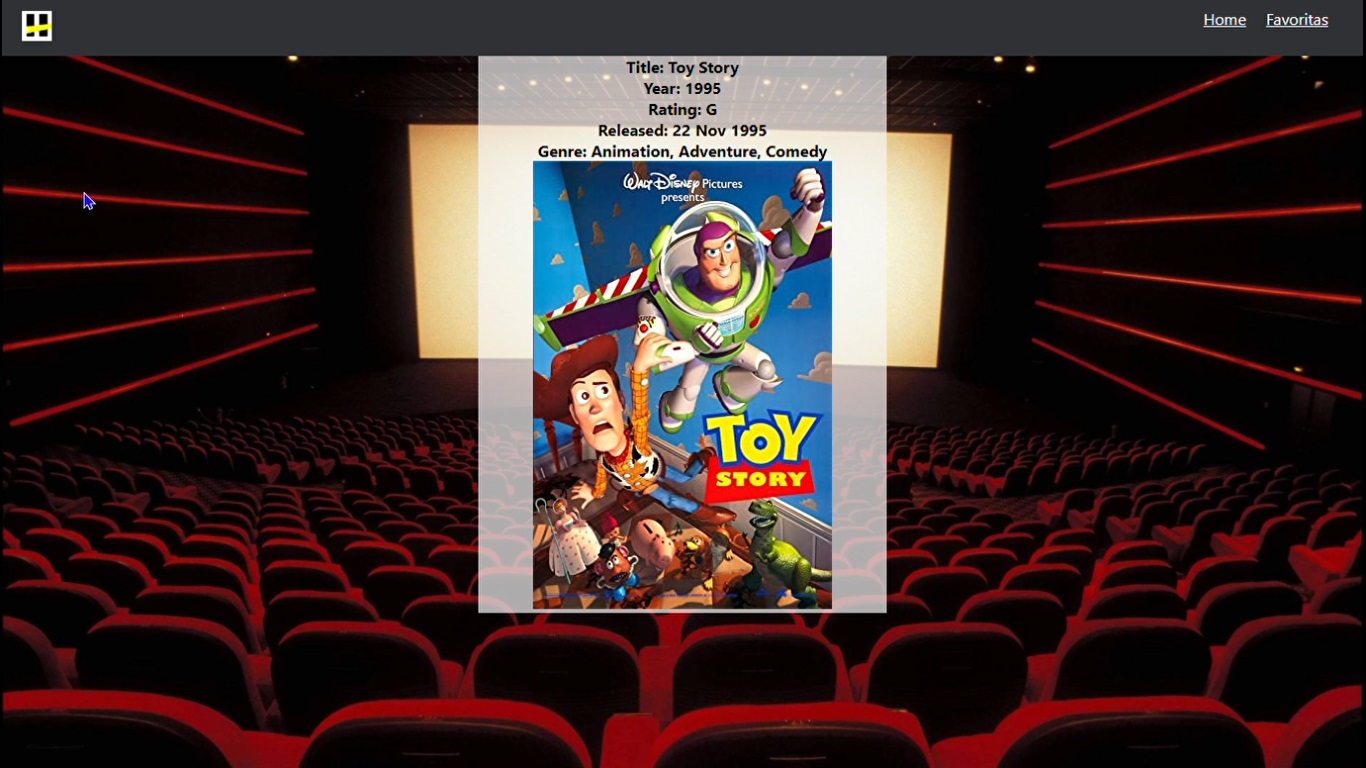 Home Favoritas
Title: Toy Story
Year: 1995
Rating: G
Released: 22 Nov 1995
Genre: Animation, Adventure, Comedy
Walt Disney Pictures
presents
TOY
STORY